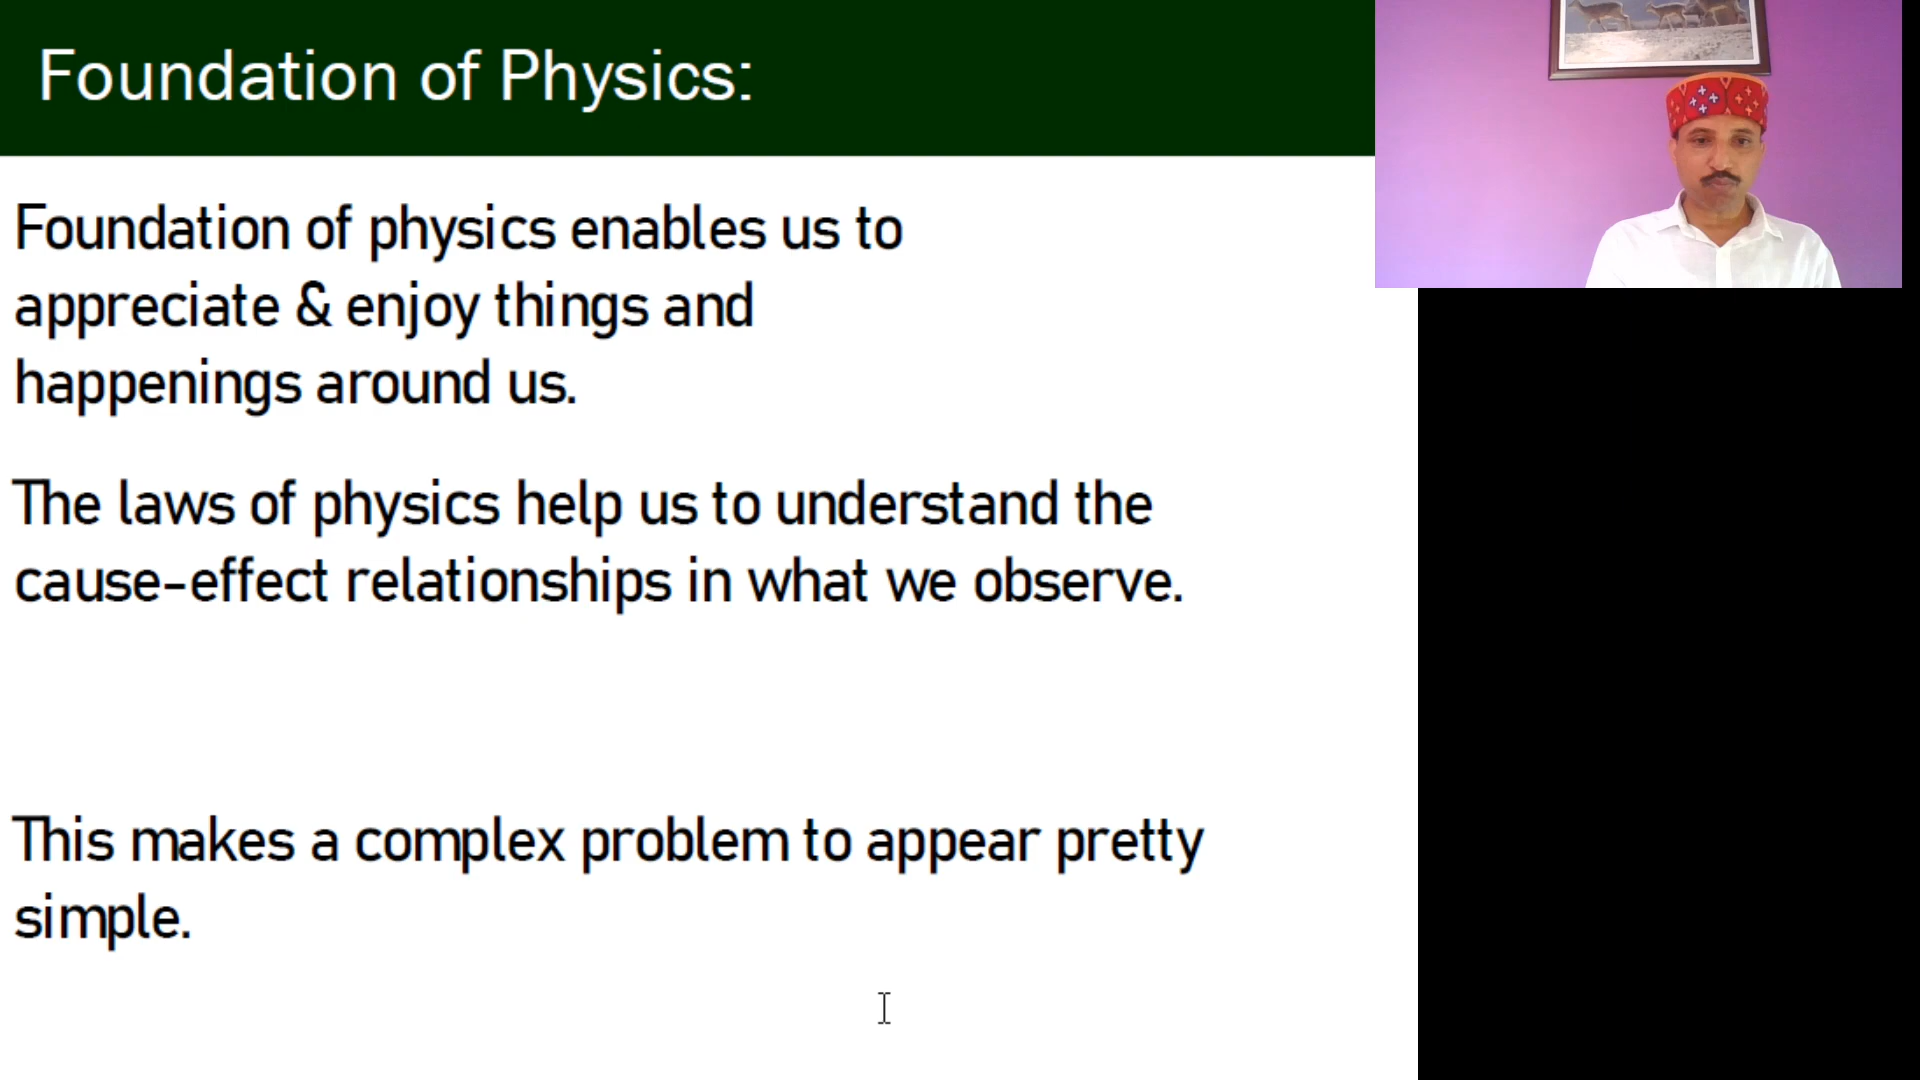 Foundation of Physics:
Foundation of physics enables us to
appreciate & enjoy things and
happenings around us.
The laws of physics help us to understand the
cause-effect relationships in what we observe.
This makes a complex problem to appear pretty
simple.